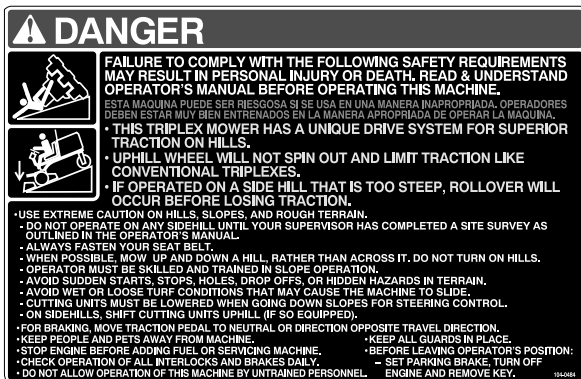 DANGER
FAILURE TO COMPLY WITH THE FOLLOWING SAFETY REQUIREMENTS
MAY RESULT IN PERSONAL INJURY OR DEATH. READ & UNDERSTAND
OPERATOR'S MANUAL BEFORE OPERATING THIS MACHINE.
ESTA MAQUINA PUEDE SER RIESGOSA SI SE USA EN UNA MANERA INAPROPRIADA. OPERADORES
DEBEN ESTAR MUY BIEN ENTRENADOS EN LA MANERA APROPRIADA DE OPERAR LA MAQUINA.
• THIS TRIPLEX MOWER HAS A UNIQUE DRIVE SYSTEM FOR SUPERIOR
TRACTION ON HILLS.
• UPHILL WHEEL WILL NOT SPIN OUT AND LIMIT TRACTION LIKE
CONVENTIONAL TRIPLEXES.
• IF OPERATED ON A SIDE HILL THAT IS TOO STEEP, ROLLOVER WILL
OCCUR BEFORE LOSING TRACTION.
•USE EXTREME CAUTION ON HILLS, SLOPES, AND ROUGH TERRAIN.
- DO NOT OPERATE ON ANY SIDEHILL UNTIL YOUR SUPERVISOR HAS COMPLETED A SITE SURVEY AS
OUTLINED IN THE OPERATOR'S MANUAL.
- ALWAYS FASTEN YOUR SEAT BELT.
- WHEN POSSIBLE, MOW UP AND DOWN A HILL, RATHER THAN ACROSS IT. DO NOT TURN ON HILLS.
- OPERATOR MUST BE SKILLED AND TRAINED IN SLOPE OPERATION.
- AVOID SUDDEN STARTS, STOPS, HOLES, DROP OFFS, OR HIDDEN HAZARDS IN TERRAIN.
- AVOID WET OR LOOSE TURF CONDITIONS THAT MAY CAUSE THE MACHINE TO SLIDE.
- CUTTING UNITS MUST BE LOWERED WHEN GOING DOWN SLOPES FOR STEERING CONTROL.
- ON SIDEHILLS, SHIFT CUTTING UNITS UPHILL (IF SO EQUIPPED).
•FOR BRAKING, MOVE TRACTION PEDAL TO NEUTRAL OR DIRECTION OPPOSITE TRAVEL DIRECTION.
•KEEP PEOPLE AND PETS AWAY FROM MACHINE.
•STOP ENGINE BEFORE ADDING FUEL OR SERVICING MACHINE.
•CHECK OPERATION OF ALL INTERLOCKS AND BRAKES DAILY.
• DO NOT ALLOW OPERATION OF THIS MACHINE BY UNTRAINED PERSONNEL.
•KEEP ALL GUARDS IN PLACE.
•BEFORE LEAVING OPERATOR'S POSITION:
– SET PARKING BRAKE, TURN OFF
ENGINE AND REMOVE KEY.
104-0484